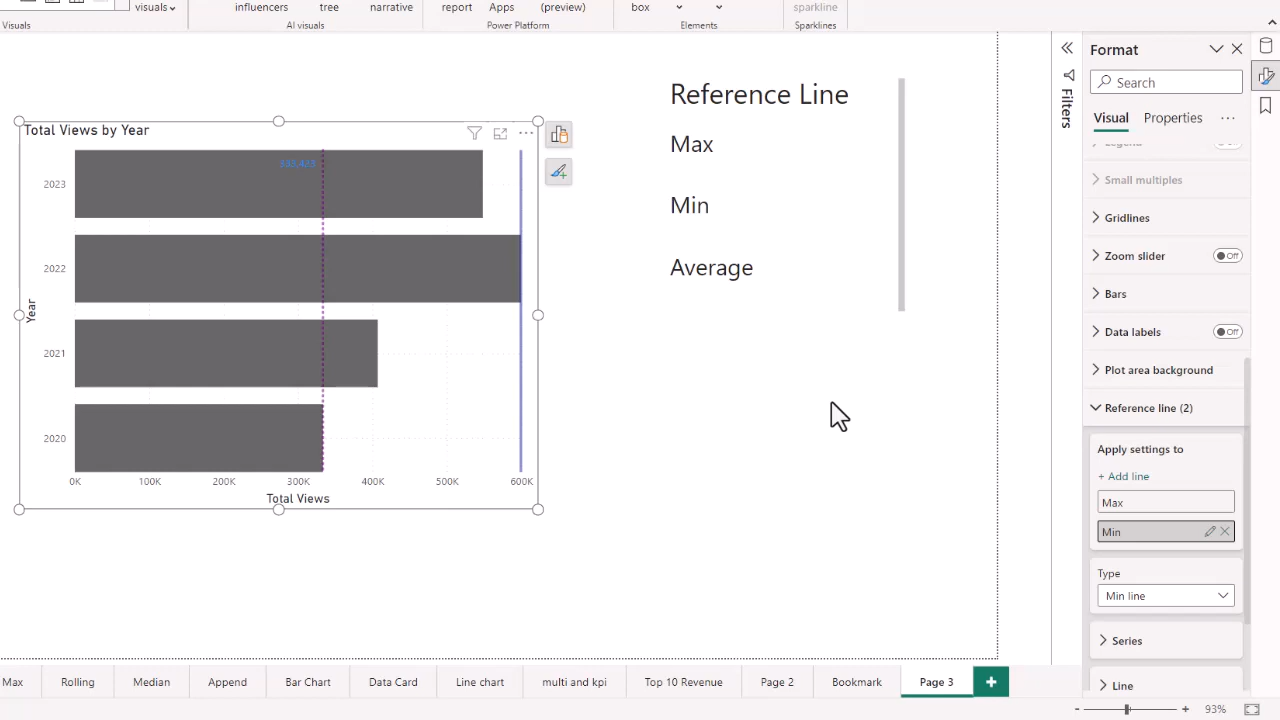 visuals
influencers
tree
narrative
report
Apps
(preview)
box
sparkline
Visuals
AI visuals
Power Platform
Elements
Sparklines
Total Views by Year
2023
2022
2021
2020
Year
0K 100K 200K 300K 400K 500K 600K
Total Views
Reference Line
Max
Min
Average
Filters
Format
Search
Visual Properties
Small multiples
Gridlines
Zoom slider Off
Bars
Data labels Off
Plot area background
Reference line (2)
Apply settings to
+ Add line
Max
Min
Type
Min line
Series
Line
Max Rolling Median Append Bar Chart Data Card Line chart multi and kpi Top 10 Revenue Page 2 Bookmark Page 3
- + 93%